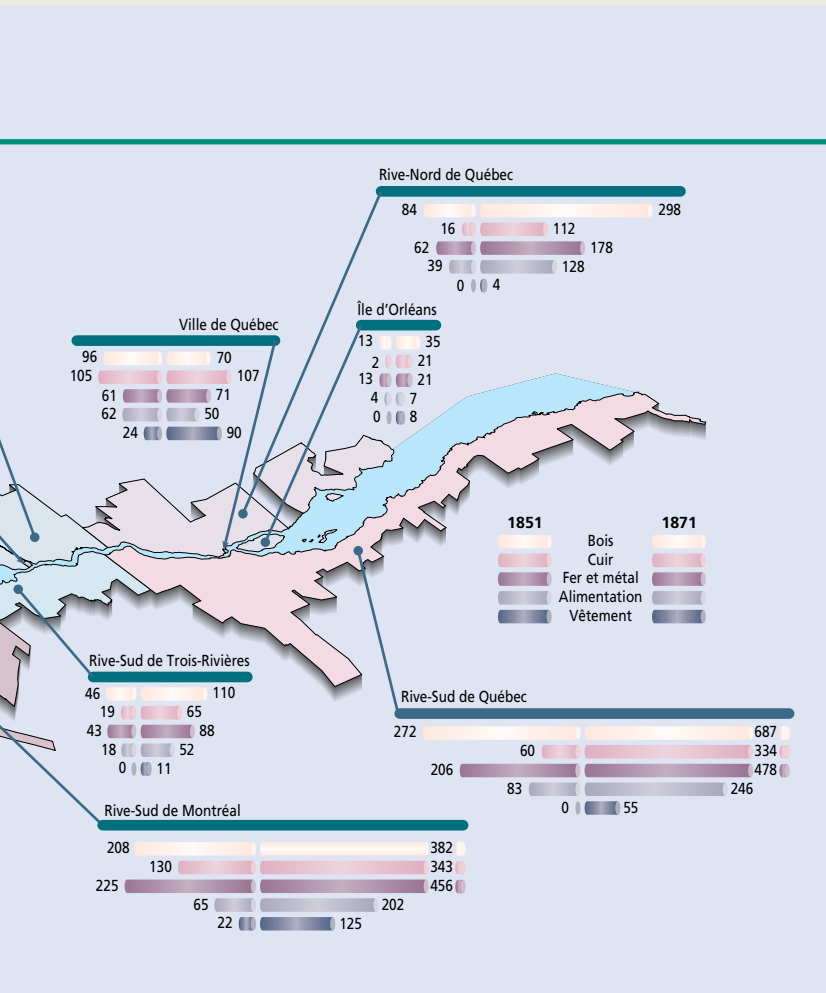 Rive-Nord de Québec
84 298
16 112
62 178
39 128
0 4
Île d'Orléans
13 35
2 21
13 21
4 7
0 8
Ville de Québec
96 70
105 107
61 71
62 50
24 90
1851 1871
Bois
Cuir
Fer et métal
Alimentation
Vêtement
Rive-Sud de Trois-Rivières
46 110
19 65
43 88
18 52
0 11
Rive-Sud de Québec
272 687
60 334
206 478
83 246
0 55
Rive-Sud de Montréal
208 382
130 343
225 456
65 202
22 125